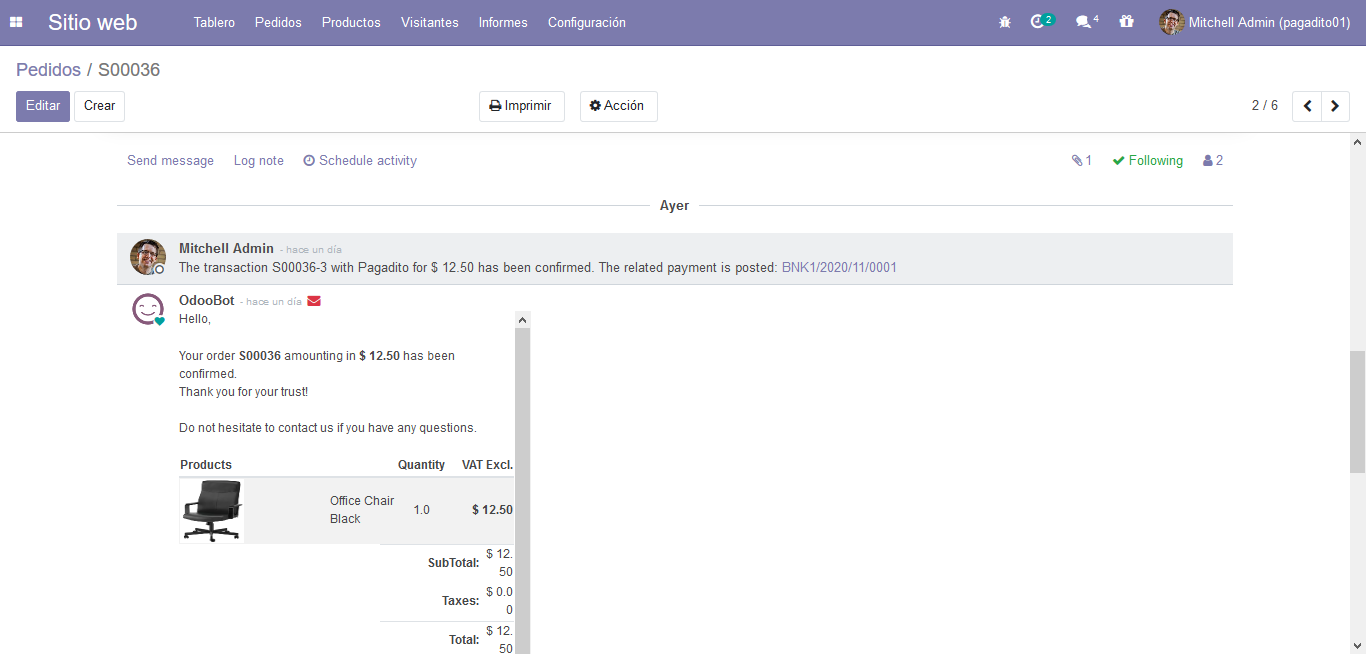 Sitio web Tablero Pedidos Productos Visitantes Informes Configuración 2 4 Mitchell Admin (pagadito01)
Pedidos / S00036
Editar Crear Imprimir Acción 2 / 6
Send message Log note Schedule activity 1 Following 2
Ayer
Mitchell Admin - hace un día
The transaction S00036-3 with Pagadito for $ 12.50 has been confirmed. The related payment is posted: BNK1/2020/11/0001
OdooBot - hace un día
Hello,
Your order S00036 amounting in $ 12.50 has been
confirmed.
Thank you for your trust!
Do not hesitate to contact us if you have any questions.
Products Quantity VAT Excl.
Office Chair
Black
1.0 $ 12.50
SubTotal: $ 12.
50
Taxes: $ 0.0
0
Total: $ 12.
50